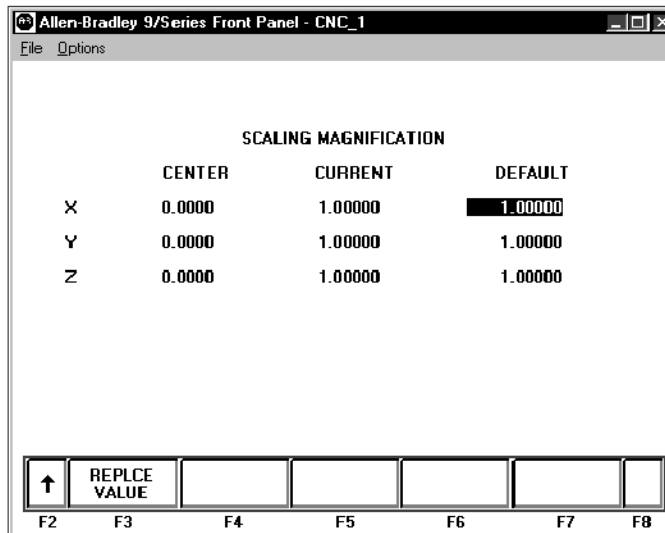 Allen-Bradley 9/Series Front Panel - CNC_1
File Options
SCALING MAGNIFICATION
CENTER CURRENT DEFAULT
X 0.0000 1.00000 1.00000
Y 0.0000 1.00000 1.00000
Z 0.0000 1.00000 1.00000
↑ REPLCE
VALUE
F2 F3 F4 F5 F6 F7 F8